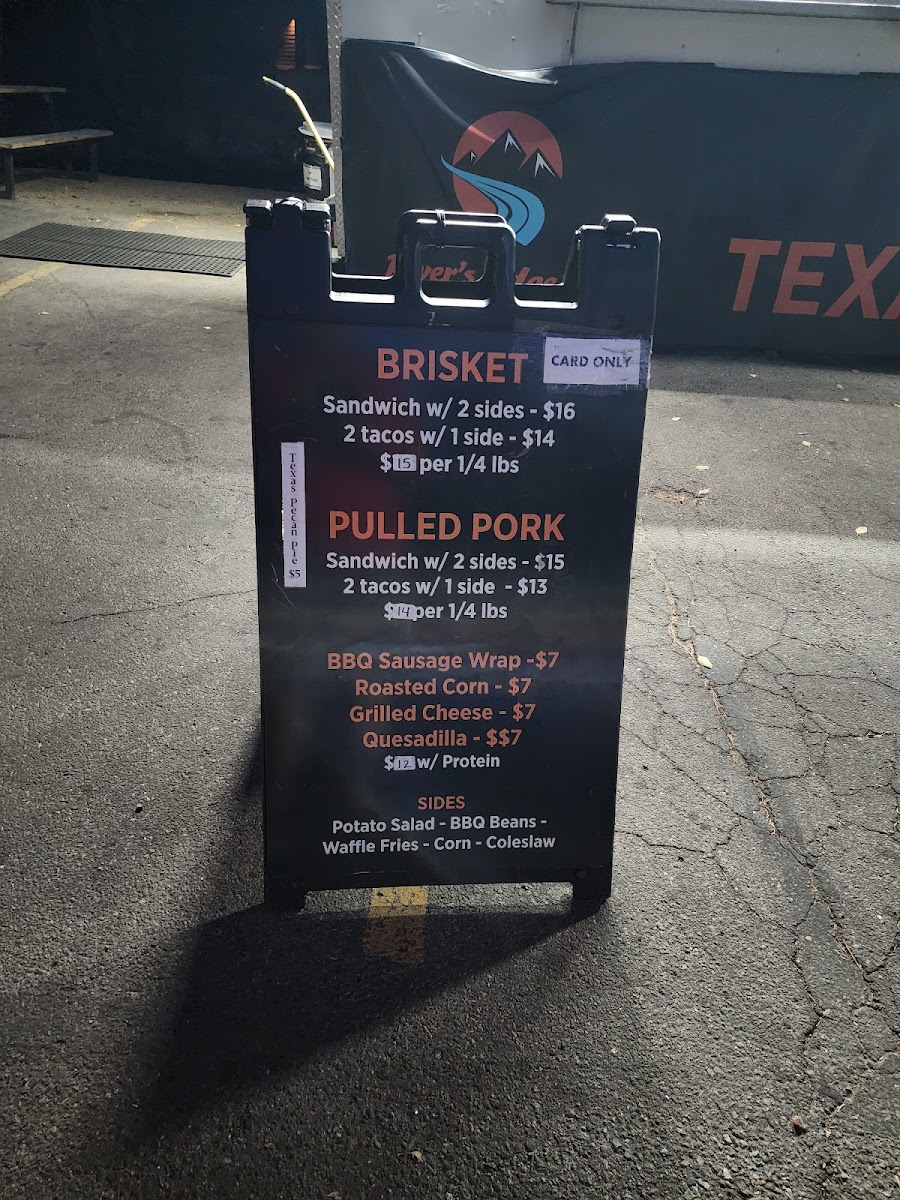 TEXA
BRISKET
CARD ONLY
Sandwich w/ 2 sides - $16
2 tacos w/ 1 side - $14
$15 per 1/4 lbs
Texas Pecan Pie $5
PULLED PORK
Sandwich w/ 2 sides - $15
2 tacos w/ 1 side - $13
$14 per 1/4 lbs
BBQ Sausage Wrap -$7
Roasted Corn - $7
Grilled Cheese - $7
Quesadilla - $$7
$12 w/ Protein
SIDES
Potato Salad - BBQ Beans -
Waffle Fries - Corn - Coleslaw